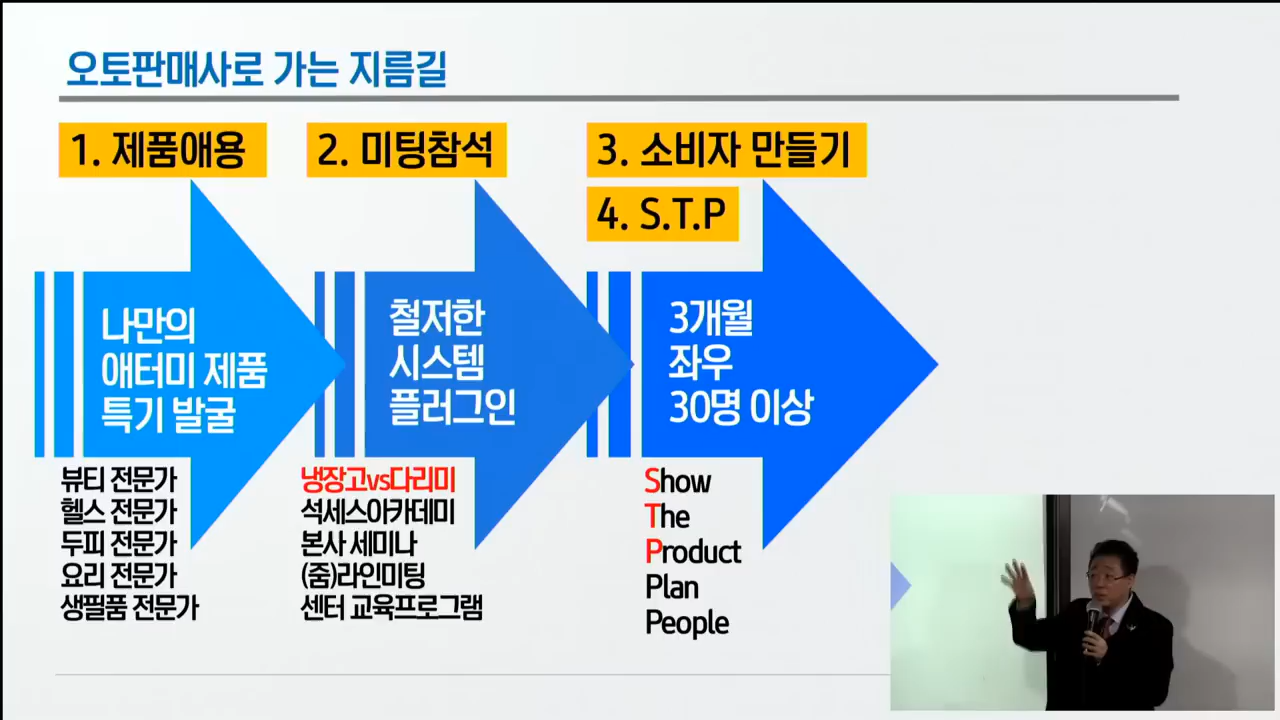 오토판매사로 가는 지름길
1. 제품애용
2. 미팅참석
3. 소비자 만들기
4. S.T.P
나만의
애터미 제품
특기 발굴
철저한
시스템
플러그인
3개월
좌우
30명 이상
뷰티 전문가
헬스 전문가
두피 전문가
요리 전문가
생필품 전문가
냉장고vs다리미
석세스아카데미
본사 세미나
(줌)라인미팅
센터 교육프로그램
Show
The
Product
Plan
People